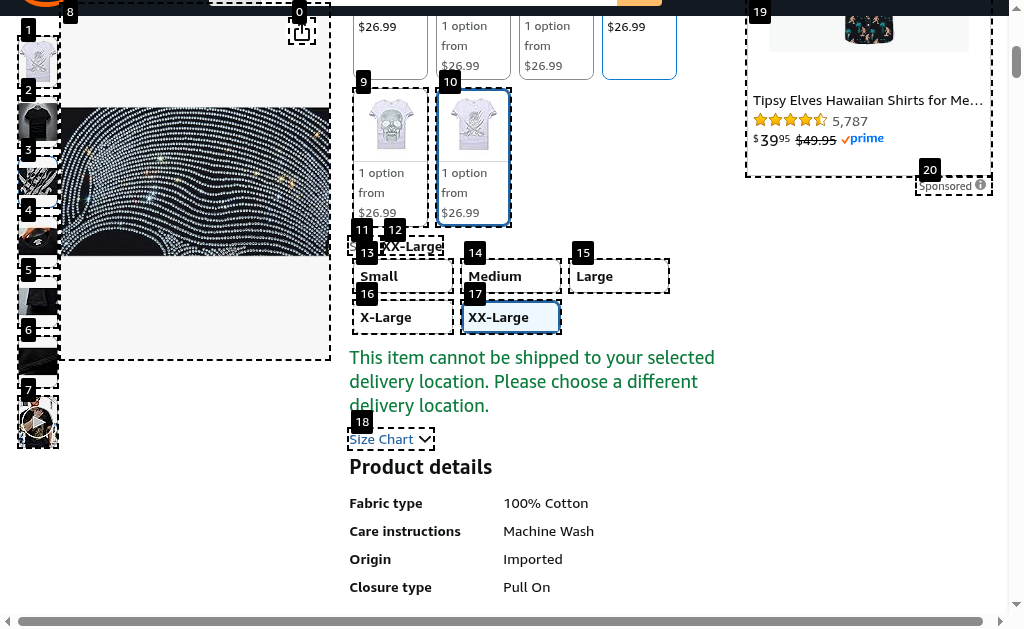 8
0
19
1
$26.99
1 option
from
$26.99
1 option
from
$26.99
$26.99
2
9
10
Tipsy Elves Hawaiian Shirts for Me...
5,787
$39⁹⁵ $49.95 prime
3
1 option
from
$26.99
1 option
from
$26.99
20
Sponsored
4
11
12
XX-Large
13
14
15
Small
Medium
Large
5
16
17
X-Large
XX-Large
6
This item cannot be shipped to your selected
delivery location. Please choose a different
delivery location.
7
18
Size Chart
Product details
Fabric type 100% Cotton
Care instructions Machine Wash
Origin Imported
Closure type Pull On